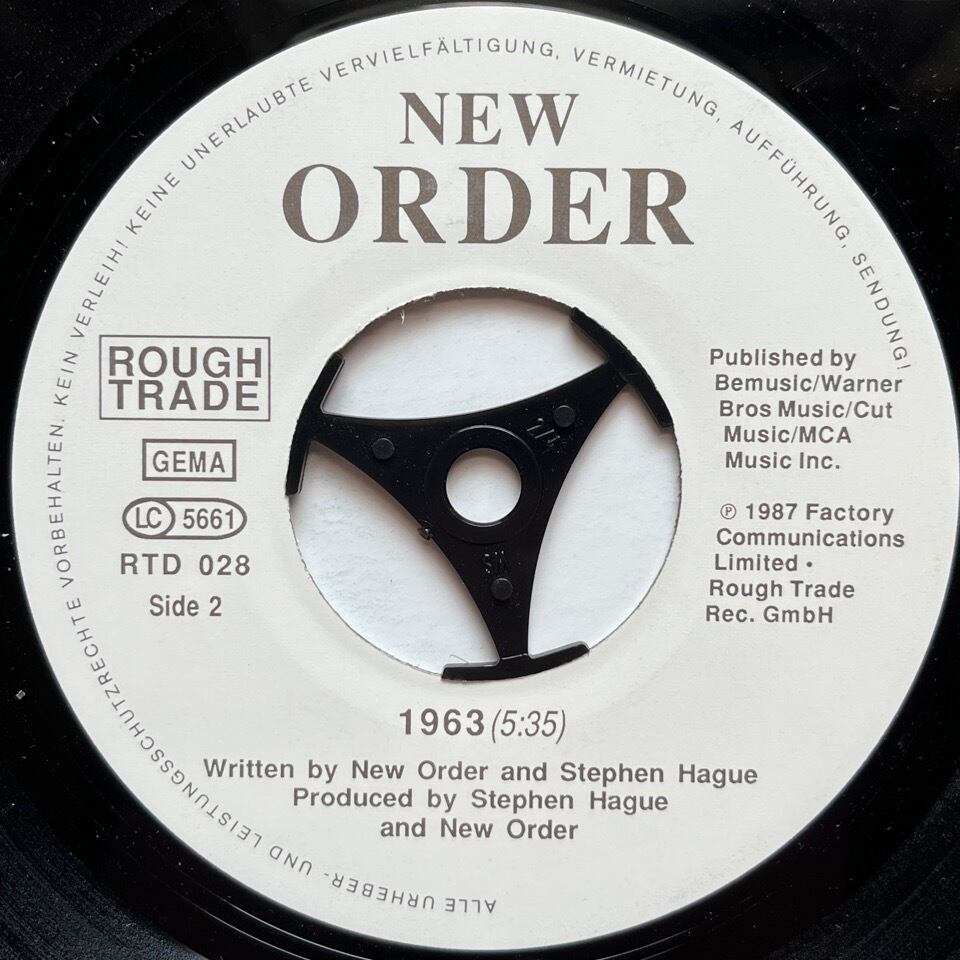 ALLE URHEBER- UND LEISTUNGSSCHUTZRECHTE VORBEHALTEN. KEIN VERLEIH! KEINE UNERLAUBTE VERVIELFÄLTIGUNG, VERMIETUNG, AUFFÜHRUNG, SENDUNG!
NEW
ORDER
ROUGH
TRADE
GEMA
LC 5661
RTD 028
Side 2
Published by
Bemusic/Warner
Bros Music/Cut
Music/MCA
Music Inc.
℗ 1987 Factory
Communications
Limited •
Rough Trade
Rec. GmbH
1963 (5:35)
Written by New Order and Stephen Hague
Produced by Stephen Hague
and New Order